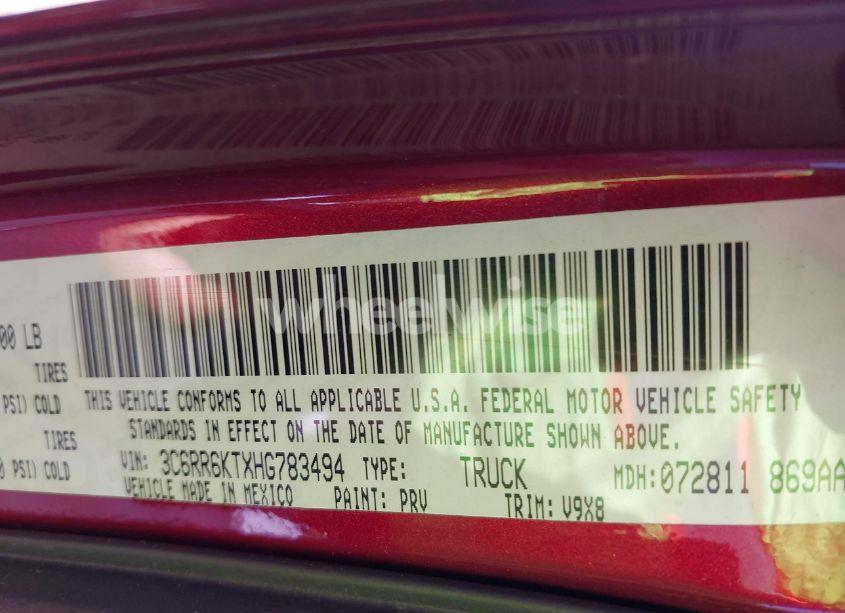 wheelwise
00 LB
TIRES
PSI) COLD
TIRES
PSI) COLD
THIS VEHICLE CONFORMS TO ALL APPLICABLE U.S.A. FEDERAL MOTOR VEHICLE SAFETY
STANDARDS IN EFFECT ON THE DATE OF MANUFACTURE SHOWN ABOVE.
VIN: 3C6RR6KTXHG783494 TYPE: TRUCK MDH:072811 869AA
VEHICLE MADE IN MEXICO PAINT: PRV TRIM: V9X8